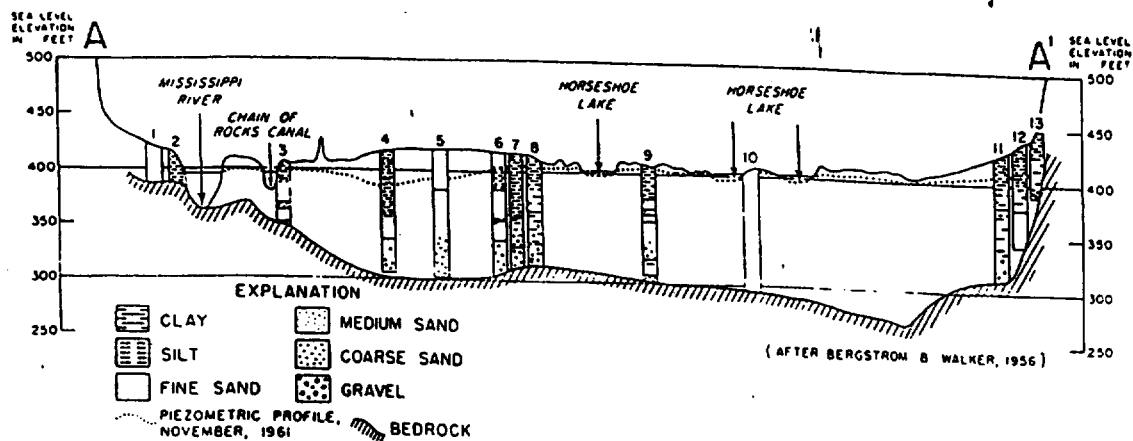 SEA LEVEL
ELEVATION
IN FEET
A
A'
SEA LEVEL
ELEVATION
IN FEET
500
450
400
350
300
250
MISSISSIPPI
RIVER
CHAIN OF
ROCKS CANAL
HORSESHOE
LAKE
HORSESHOE
LAKE
1
2
3
4
5
6
7
8
9
10
11
12
13
500
450
400
350
300
250
EXPLANATION
CLAY
MEDIUM SAND
SILT
COARSE SAND
FINE SAND
GRAVEL
PIEZOMETRIC PROFILE,
NOVEMBER, 1961
BEDROCK
(AFTER BERGSTROM & WALKER, 1956)